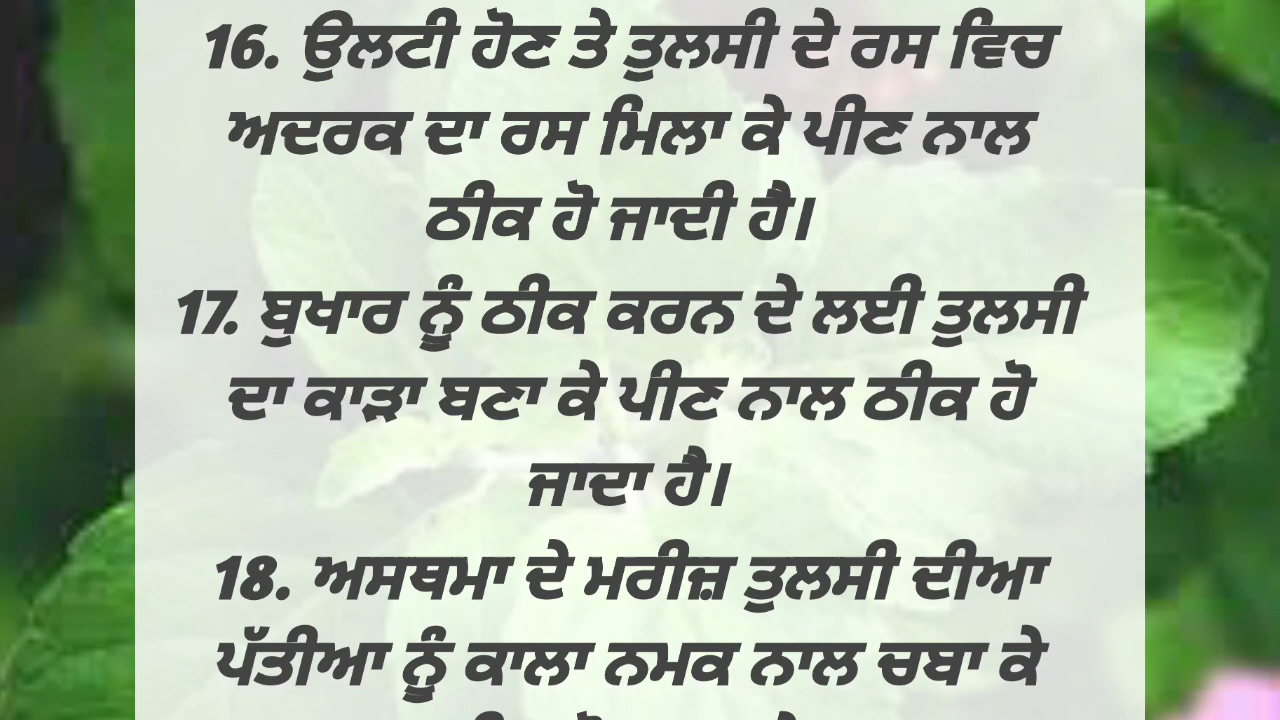 16. ਉਲਟੀ ਹੋਣ ਤੇ ਤੁਲਸੀ ਦੇ ਰਸ ਵਿਚ
ਅਦਰਕ ਦਾ ਰਸ ਮਿਲਾ ਕੇ ਪੀਣ ਨਾਲ
ਠੀਕ ਹੋ ਜਾਦੀ ਹੈ।
17. ਬੁਖਾਰ ਨੂੰ ਠੀਕ ਕਰਨ ਦੇ ਲਈ ਤੁਲਸੀ
ਦਾ ਕਾੜਾ ਬਣਾ ਕੇ ਪੀਣ ਨਾਲ ਠੀਕ ਹੋ
ਜਾਦਾ ਹੈ।
18. ਅਸਥਮਾ ਦੇ ਮਰੀਜ਼ ਤੁਲਸੀ ਦੀਆ
ਪੱਤੀਆ ਨੂੰ ਕਾਲਾ ਨਮਕ ਨਾਲ ਚਬਾ ਕੇ